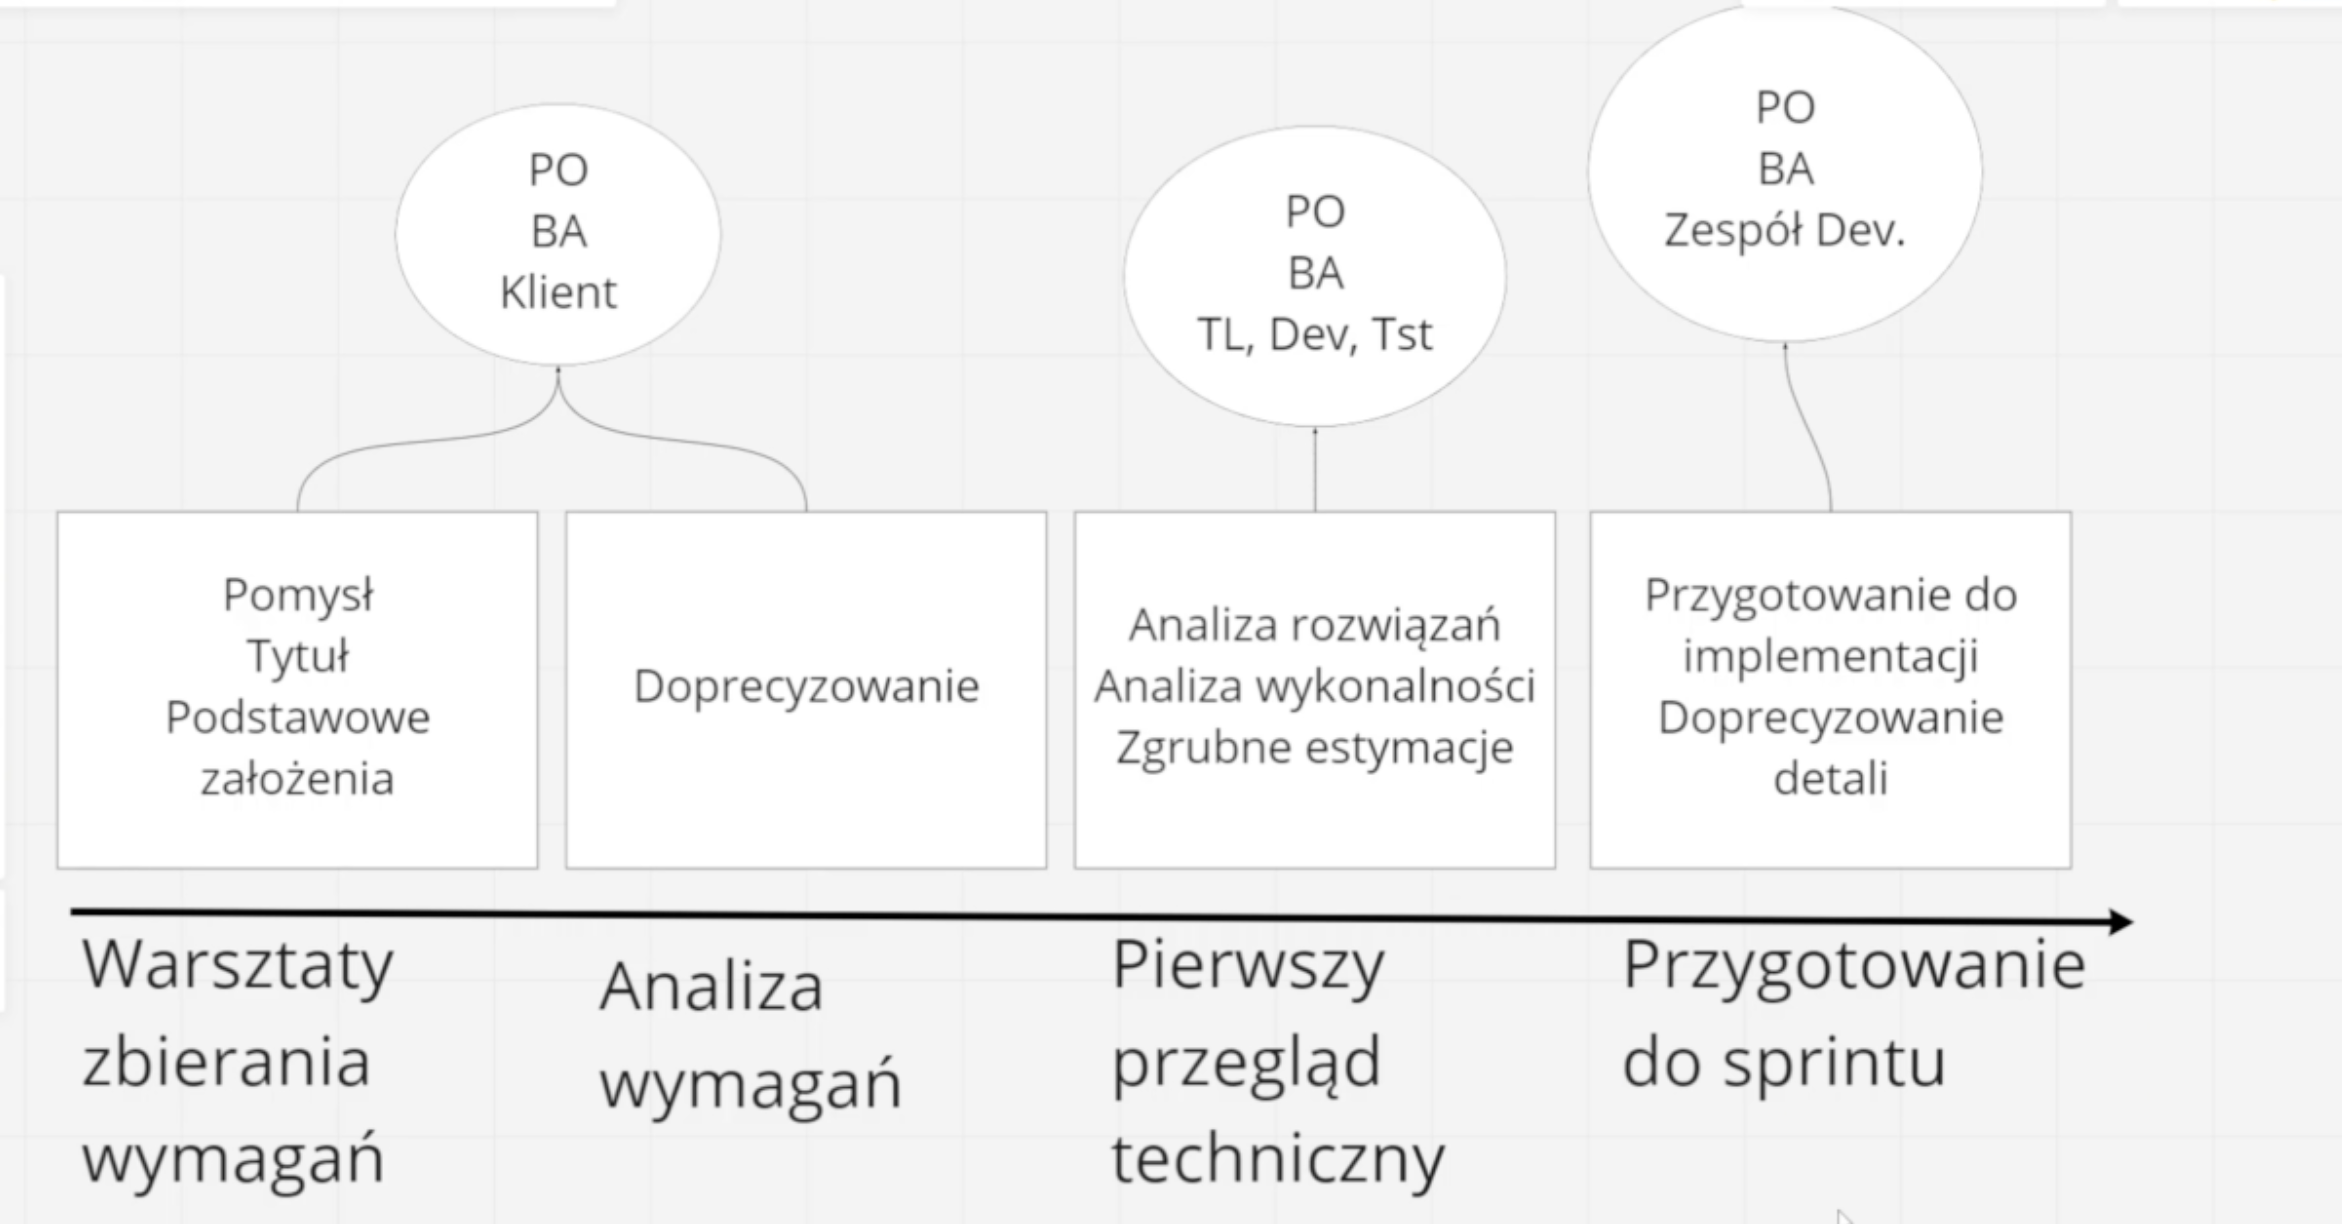 PO
BA
Klient
PO
BA
TL, Dev, Tst
PO
BA
Zespół Dev.
Pomysł
Tytuł
Podstawowe
założenia
Doprecyzowanie
Analiza rozwiązań
Analiza wykonalności
Zgrubne estymacje
Przygotowanie do
implementacji
Doprecyzowanie
detali
Warsztaty
zbierania
wymagań
Analiza
wymagań
Pierwszy
przegląd
techniczny
Przygotowanie
do sprintu